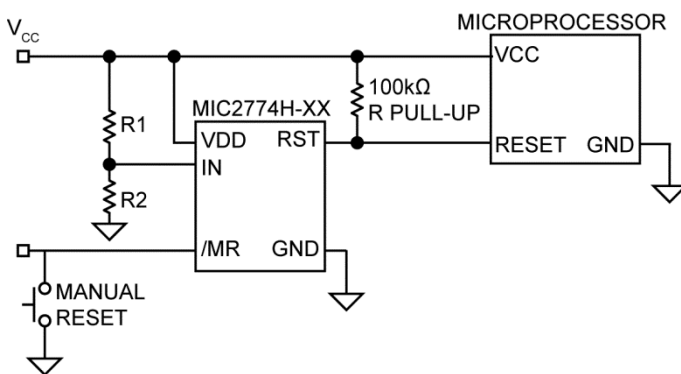 MICROPROCESSOR
VCC
VCC
100kΩ
R PULL-UP
MIC2774H-XX
R1
VDD
RST
IN
RESET
GND
R2
/MR
GND
MANUAL
RESET